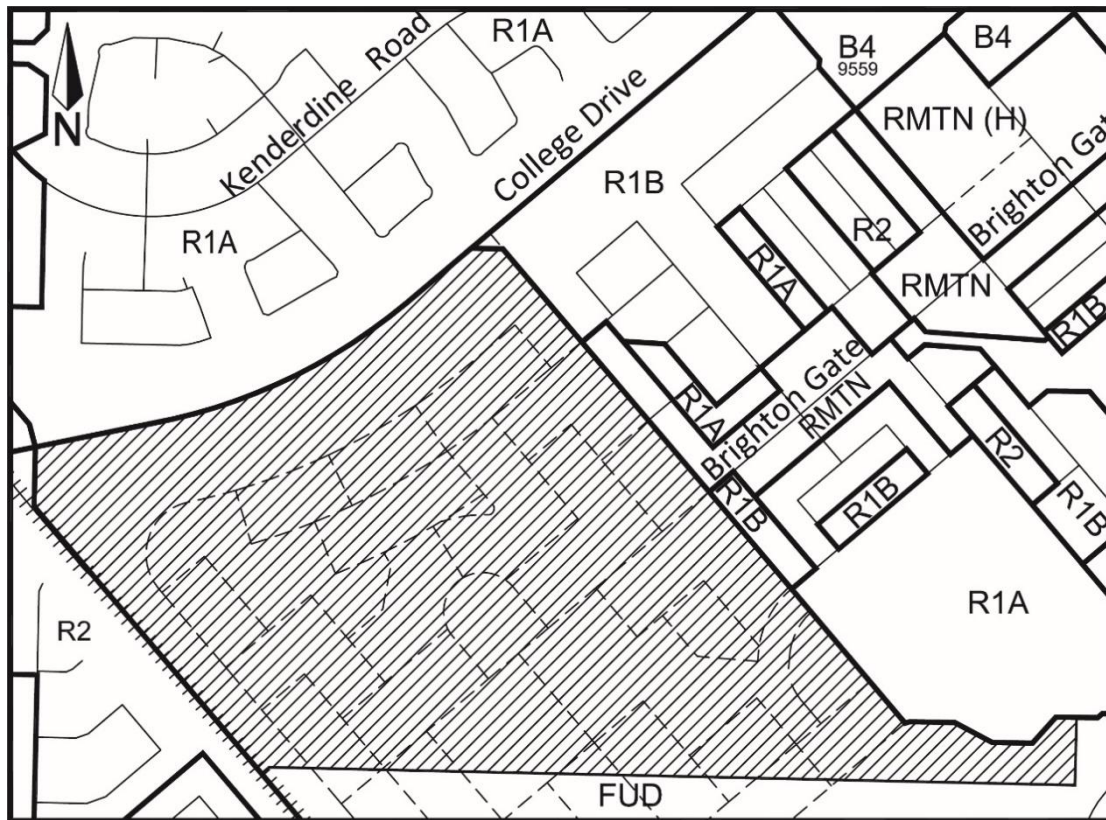 R1A
B4
9559
B4
N
Kenderdine Road
College Drive
RMTN (H)
Brighton Gate
R1B
R1A
R2
R1A
RMTN
R1B
R1A
Brighton Gate
RMTN
R2
R1B
R1B
R1B
R1A
R2
FUD